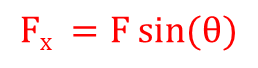 Fₓ = F sin(θ)